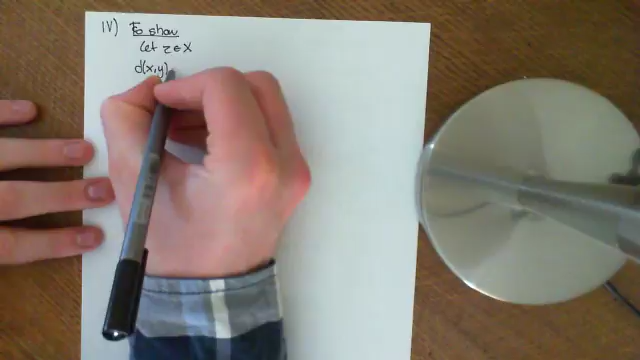 IV) To show
Let z ∈ X
d(x,y)